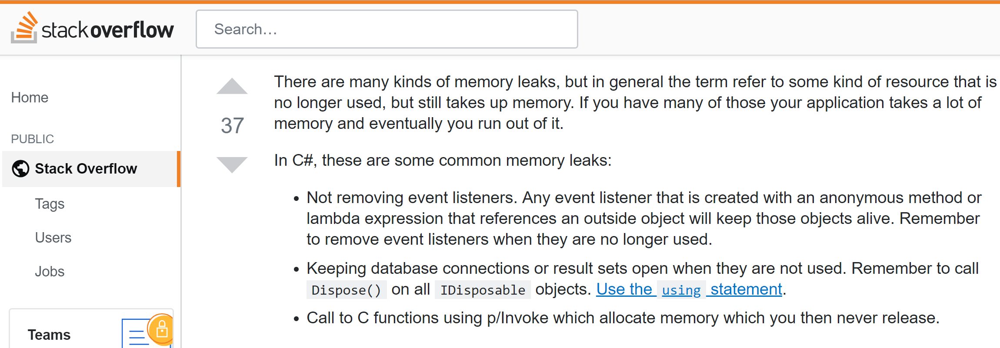 stackoverflow
Search…
Home
PUBLIC
Stack Overflow
Tags
Users
Jobs
Teams
37
There are many kinds of memory leaks, but in general the term refer to some kind of resource that is
no longer used, but still takes up memory. If you have many of those your application takes a lot of
memory and eventually you run out of it.
In C#, these are some common memory leaks:
• Not removing event listeners. Any event listener that is created with an anonymous method or
lambda expression that references an outside object will keep those objects alive. Remember
to remove event listeners when they are no longer used.
• Keeping database connections or result sets open when they are not used. Remember to call
Dispose() on all IDisposable objects. Use the using statement.
• Call to C functions using p/Invoke which allocate memory which you then never release.